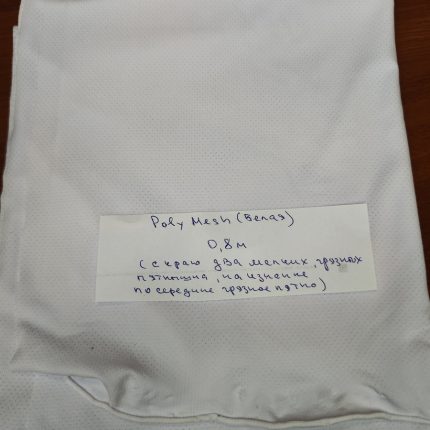 Poly Mesh (Белая)
0,8 м
(с краю два мелких, грязных
пятнышка, на изнанке
по середине грязное пятно)